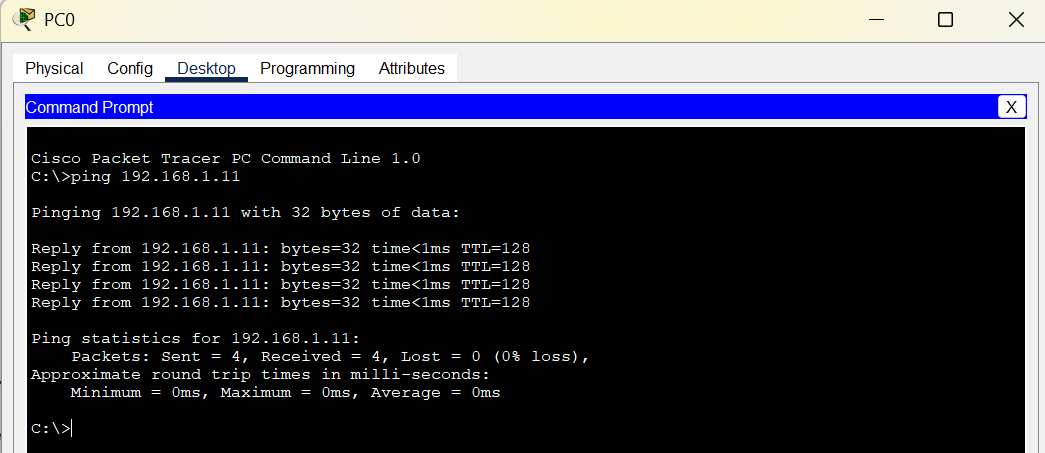 PC0
Physical Config Desktop Programming Attributes
Command Prompt X
Cisco Packet Tracer PC Command Line 1.0
C:\>ping 192.168.1.11
Pinging 192.168.1.11 with 32 bytes of data:
Reply from 192.168.1.11: bytes=32 time<1ms TTL=128
Reply from 192.168.1.11: bytes=32 time<1ms TTL=128
Reply from 192.168.1.11: bytes=32 time<1ms TTL=128
Reply from 192.168.1.11: bytes=32 time<1ms TTL=128
Ping statistics for 192.168.1.11:
    Packets: Sent = 4, Received = 4, Lost = 0 (0% loss),
Approximate round trip times in milli-seconds:
    Minimum = 0ms, Maximum = 0ms, Average = 0ms
C:\>